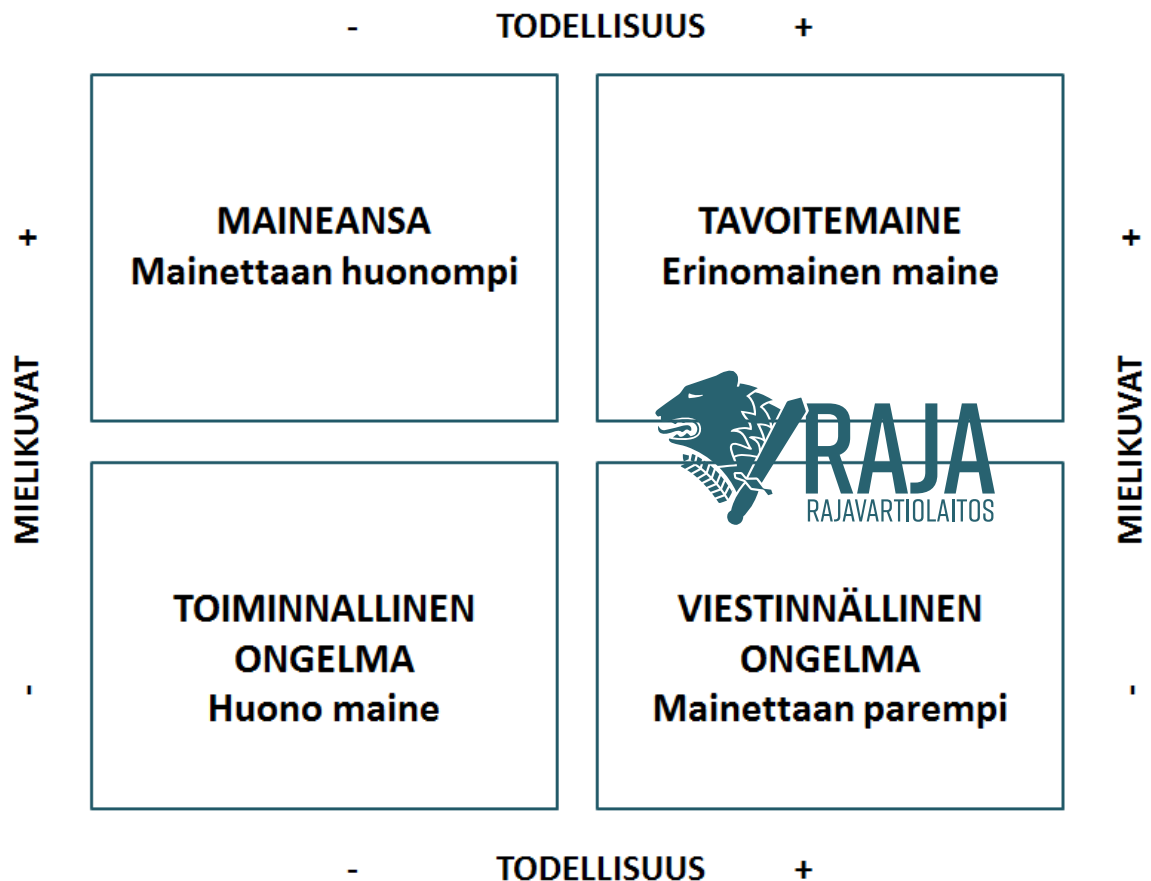 - TODELLISUUS +
MAINEANSA
Mainettaan huonompi
TAVOITEMAINE
Erinomainen maine
+
+
MIELIKUVAT
MIELIKUVAT
RAJA
RAJAVARTIOLAITOS
TOIMINNALLINEN
ONGELMA
Huono maine
VIESTINNÄLLINEN
ONGELMA
Mainettaan parempi
-
-
- TODELLISUUS +